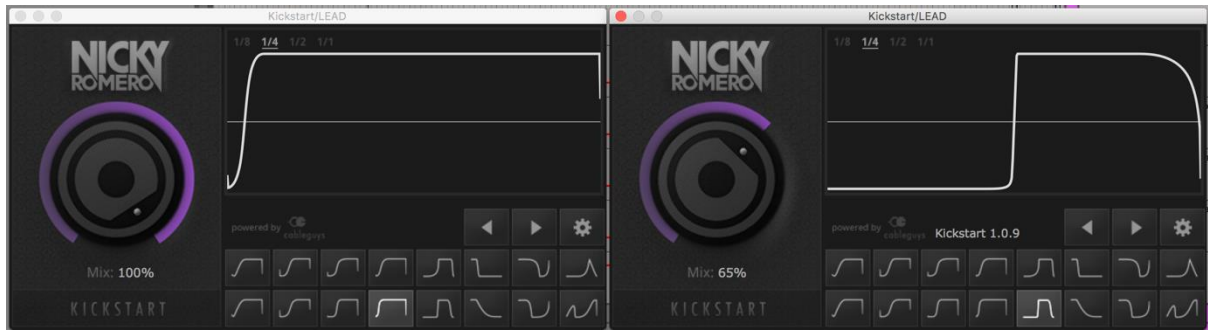 Kickstart/LEAD
NICKY
ROMERO
1/8 1/4 1/2 1/1
powered by cableguys
Mix: 100%
KICKSTART
Kickstart/LEAD
NICKY
ROMERO
1/8 1/4 1/2 1/1
powered by cableguys Kickstart 1.0.9
Mix: 65%
KICKSTART